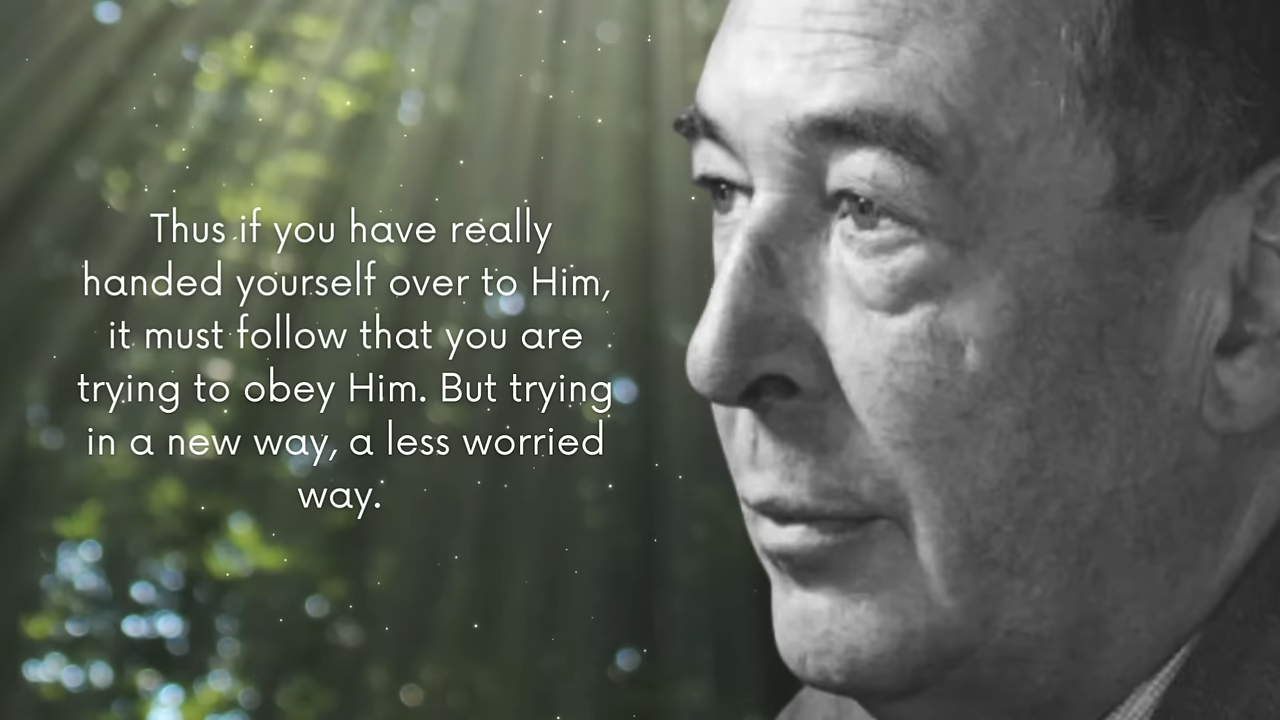 Thus if you have really
handed yourself over to Him,
it must follow that you are
trying to obey Him. But trying
in a new way, a less worried
way.